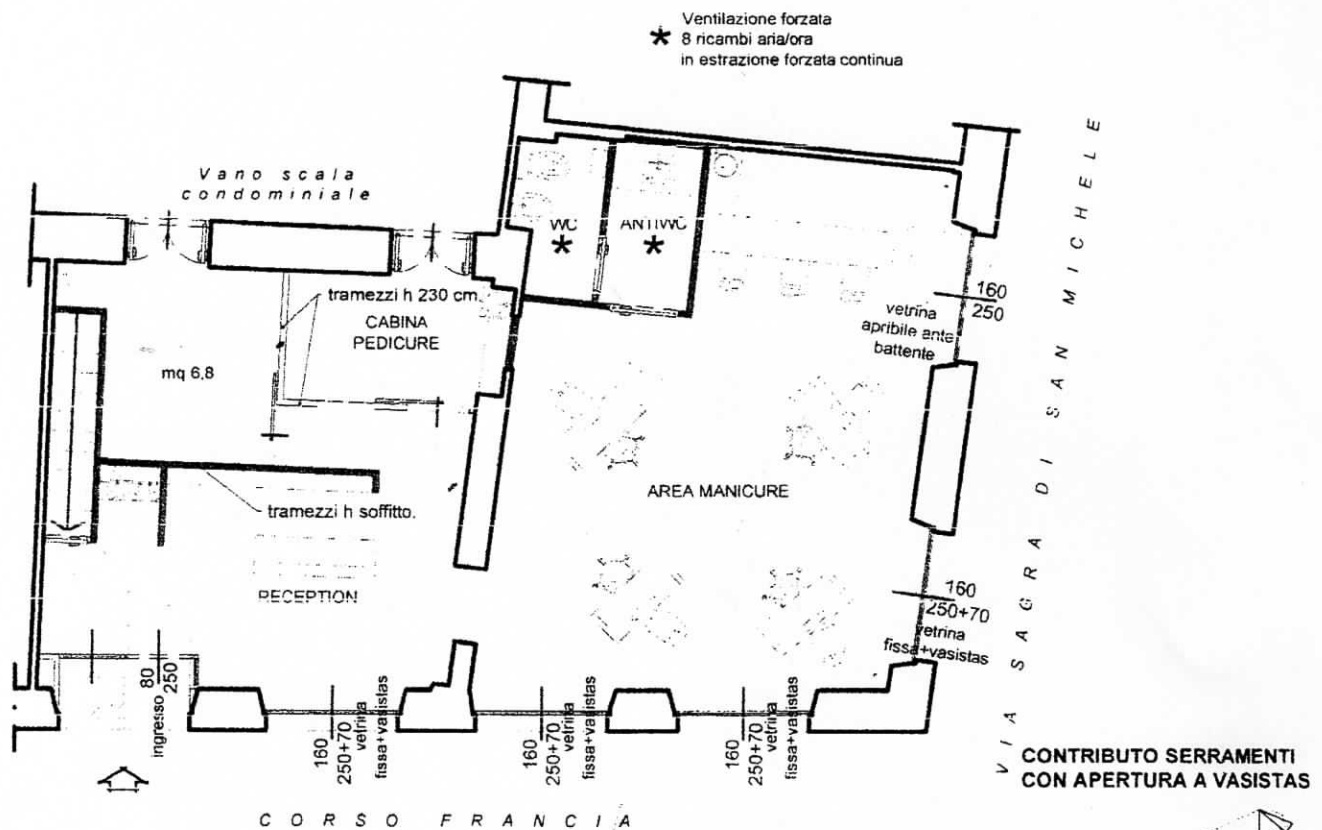 Ventilazione forzata
8 ricambi aria/ora
in estrazione forzata continua
Vano scala
condominiale
WC
ANTIWC
tramezzi h 230 cm.
CABINA
PEDICURE
mq 6,8
160
250
vetrina
apribile ante
battente
VIA SAGRA DI SAN MICHELE
AREA MANICURE
tramezzi h soffitto.
RECEPTION
160
250+70
vetrina
fissa+vasistas
ingresso
80
250
160
250+70
vetrina
fissa+vasistas
160
250+70
vetrina
fissa+vasistas
160
250+70
vetrina
fissa+vasistas
CONTRIBUTO SERRAMENTI
CON APERTURA A VASISTAS
CORSO FRANCIA